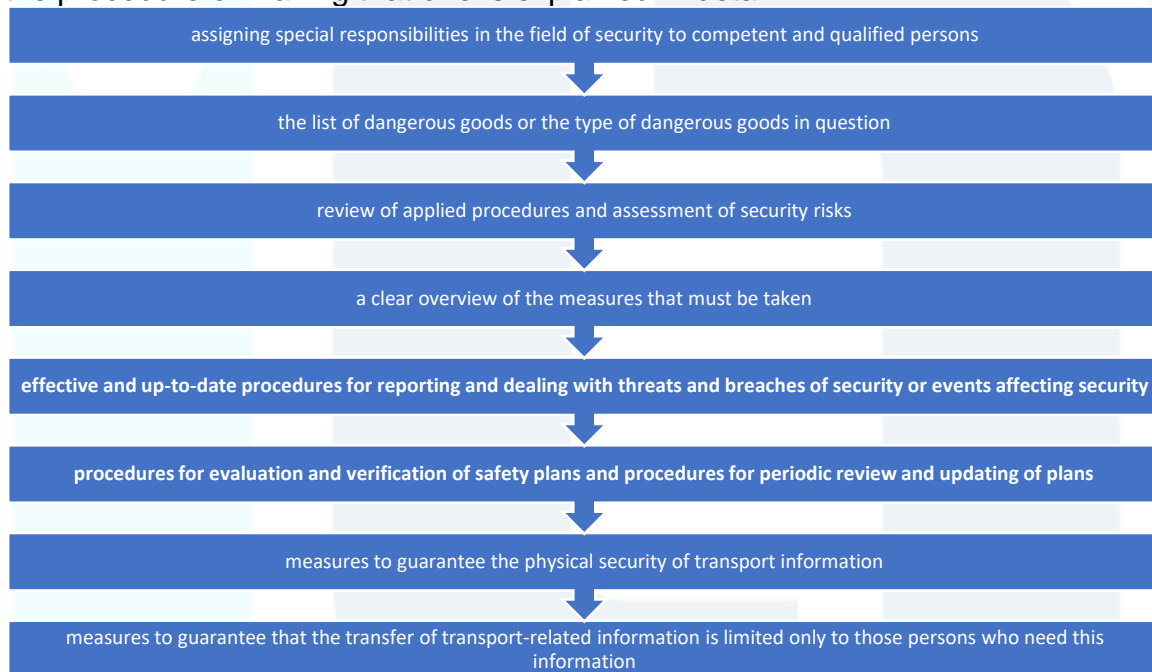 assigning special responsibilities in the field of security to competent and qualified persons
the list of dangerous goods or the type of dangerous goods in question
review of applied procedures and assessment of security risks
a clear overview of the measures that must be taken
effective and up-to-date procedures for reporting and dealing with threats and breaches of security or events affecting security
procedures for evaluation and verification of safety plans and procedures for periodic review and updating of plans
measures to guarantee the physical security of transport information
measures to guarantee that the transfer of transport-related information is limited only to those persons who need this
information